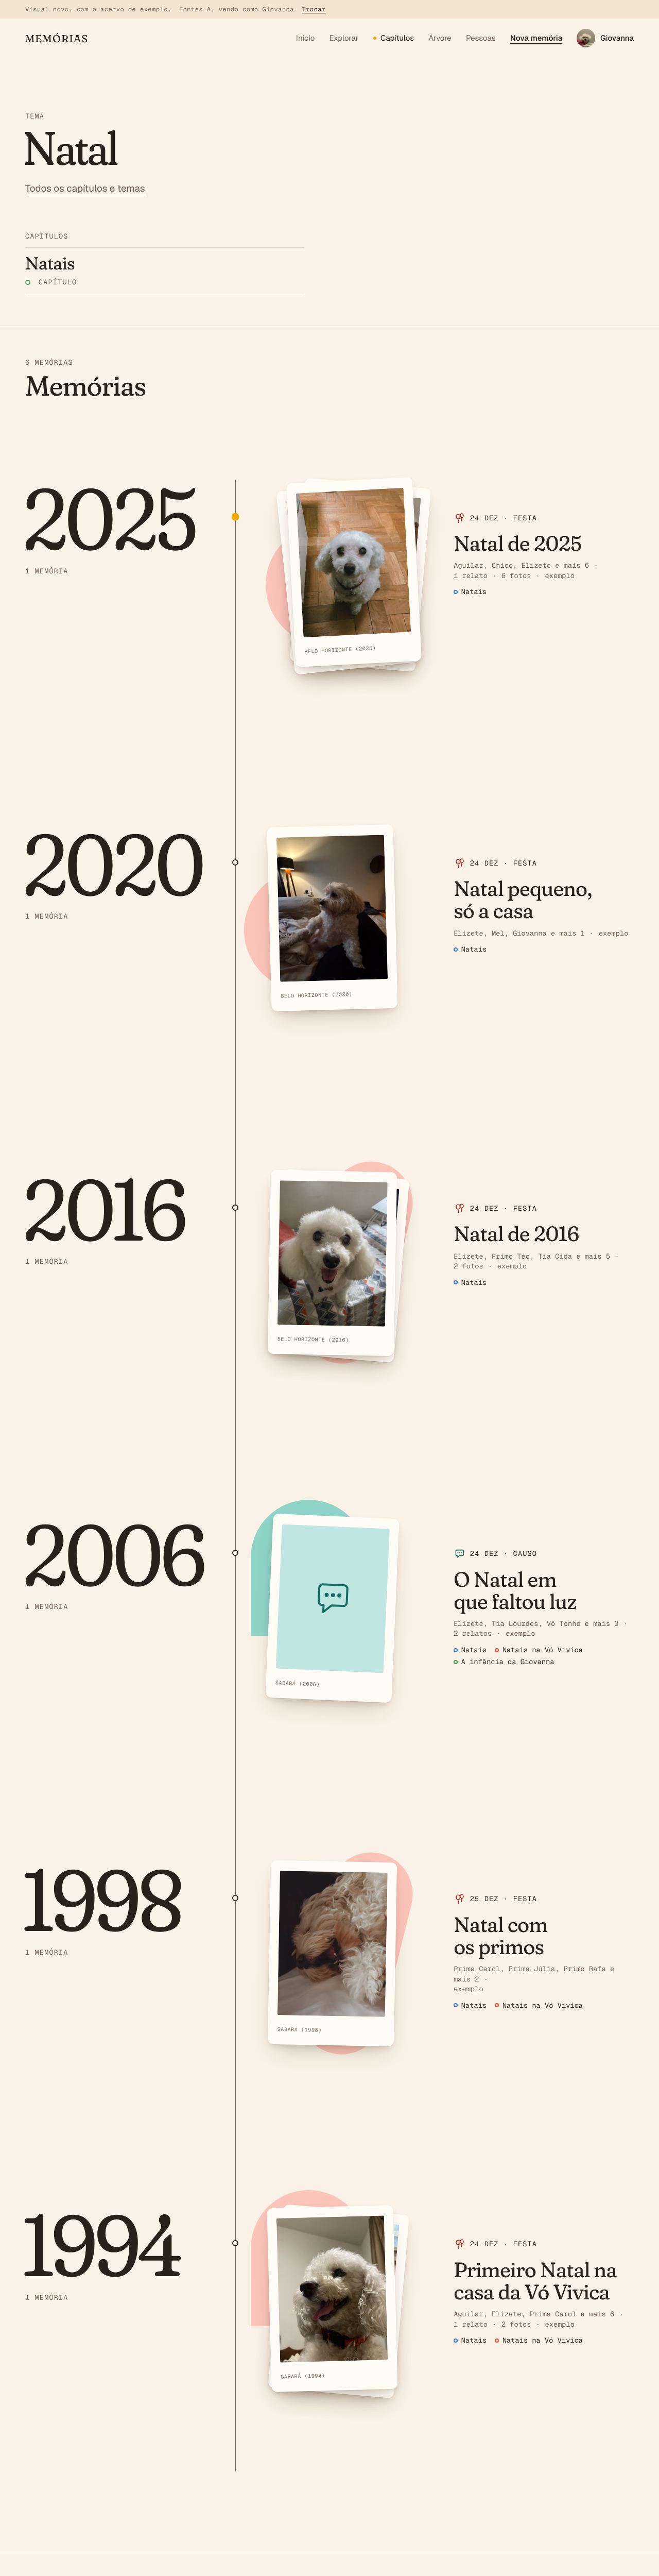 Visual novo, com o acervo de exemplo. Fontes A, vendo como Giovanna. Trocar
MEMÓRIAS
Início Explorar Capítulos Árvore Pessoas Nova memória Giovanna
TEMA
Natal
Todos os capítulos e temas
CAPÍTULOS
Natais
CAPÍTULO
6 MEMÓRIAS
Memórias
2025
1 MEMÓRIA
BELO HORIZONTE (2025)
24 DEZ · FESTA
Natal de 2025
Aguilar, Chico, Elizete e mais 6 ·
1 relato · 6 fotos · exemplo
Natais
2020
1 MEMÓRIA
BELO HORIZONTE (2020)
24 DEZ · FESTA
Natal pequeno,
só a casa
Elizete, Mel, Giovanna e mais 1 · exemplo
Natais
2016
1 MEMÓRIA
BELO HORIZONTE (2016)
24 DEZ · FESTA
Natal de 2016
Elizete, Primo Téo, Tia Cida e mais 5 ·
2 fotos · exemplo
Natais
2006
1 MEMÓRIA
SABARÁ (2006)
24 DEZ · CAUSO
O Natal em
que faltou luz
Elizete, Tia Lourdes, Vô Tonho e mais 3 ·
2 relatos · exemplo
Natais Natais na Vó Vivica
A infância da Giovanna
1998
1 MEMÓRIA
SABARÁ (1998)
25 DEZ · FESTA
Natal com
os primos
Prima Carol, Prima Júlia, Primo Rafa e
mais 2 ·
exemplo
Natais Natais na Vó Vivica
1994
1 MEMÓRIA
SABARÁ (1994)
24 DEZ · FESTA
Primeiro Natal na
casa da Vó Vivica
Aguilar, Elizete, Prima Carol e mais 6 ·
1 relato · 2 fotos · exemplo
Natais Natais na Vó Vivica